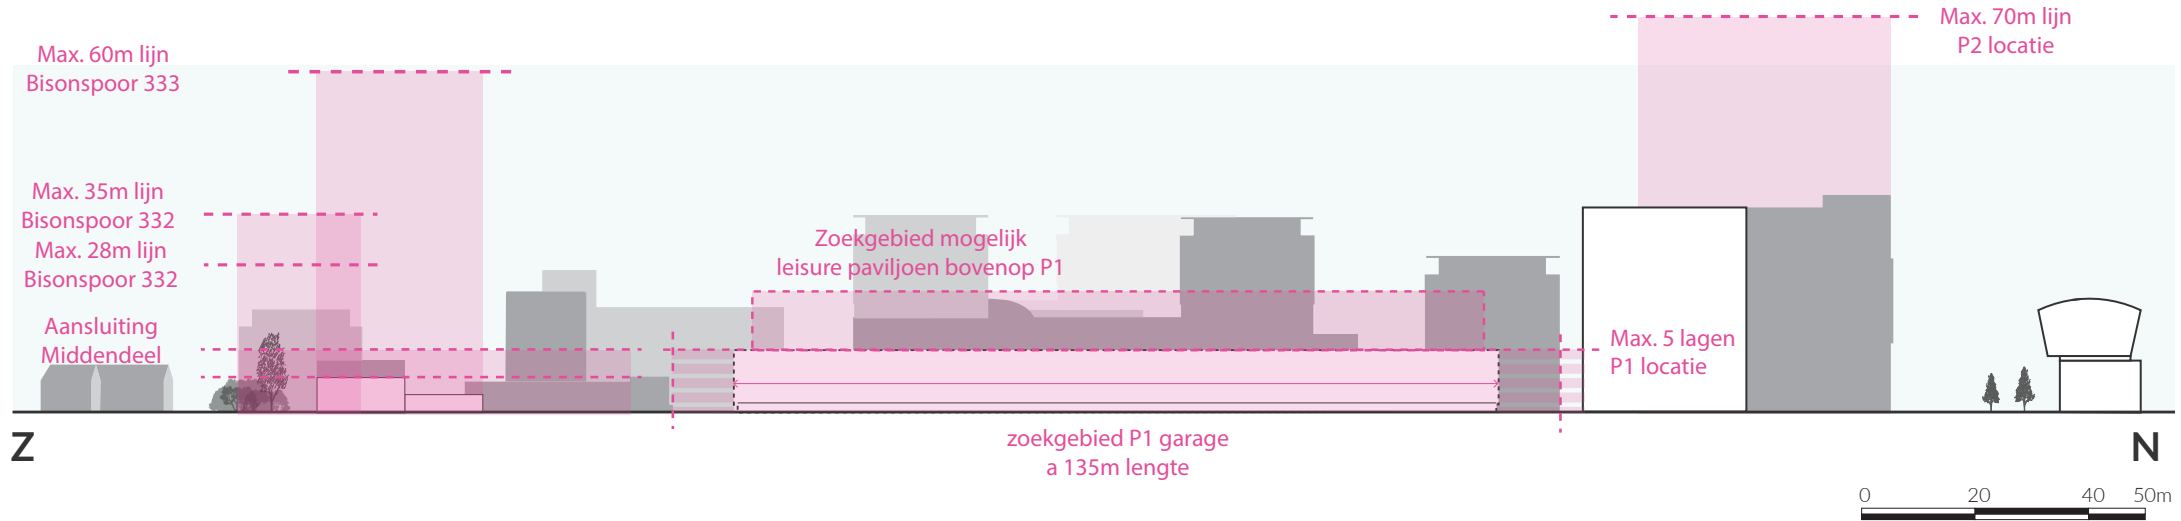 Max. 60m lijn
Bisonspoor 333
Max. 70m lijn
P2 locatie
Max. 35m lijn
Bisonspoor 332
Max. 28m lijn
Bisonspoor 332
Zoekgebied mogelijk
leisure paviljoen bovenop P1
Aansluiting
Middendeel
Max. 5 lagen
P1 locatie
zoekgebied P1 garage
a 135m lengte
Z
N
0 20 40 50m